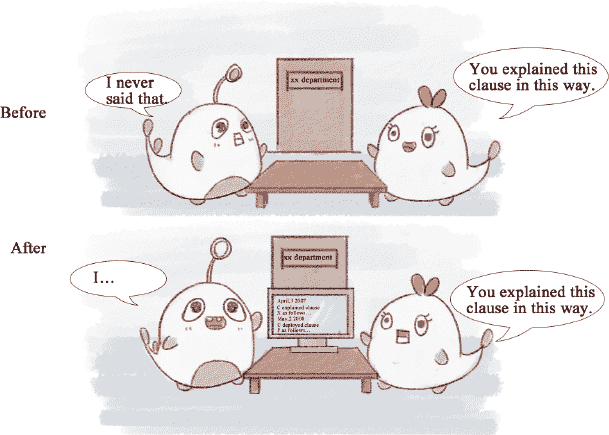 xx department
I never
said that.
You explained this
clause in this way.
Before
After
xx department
I...
April,1 2007
C explained clause
X as follows...
May,2 2008
C deployed clause
P as follows...
You explained this
clause in this way.